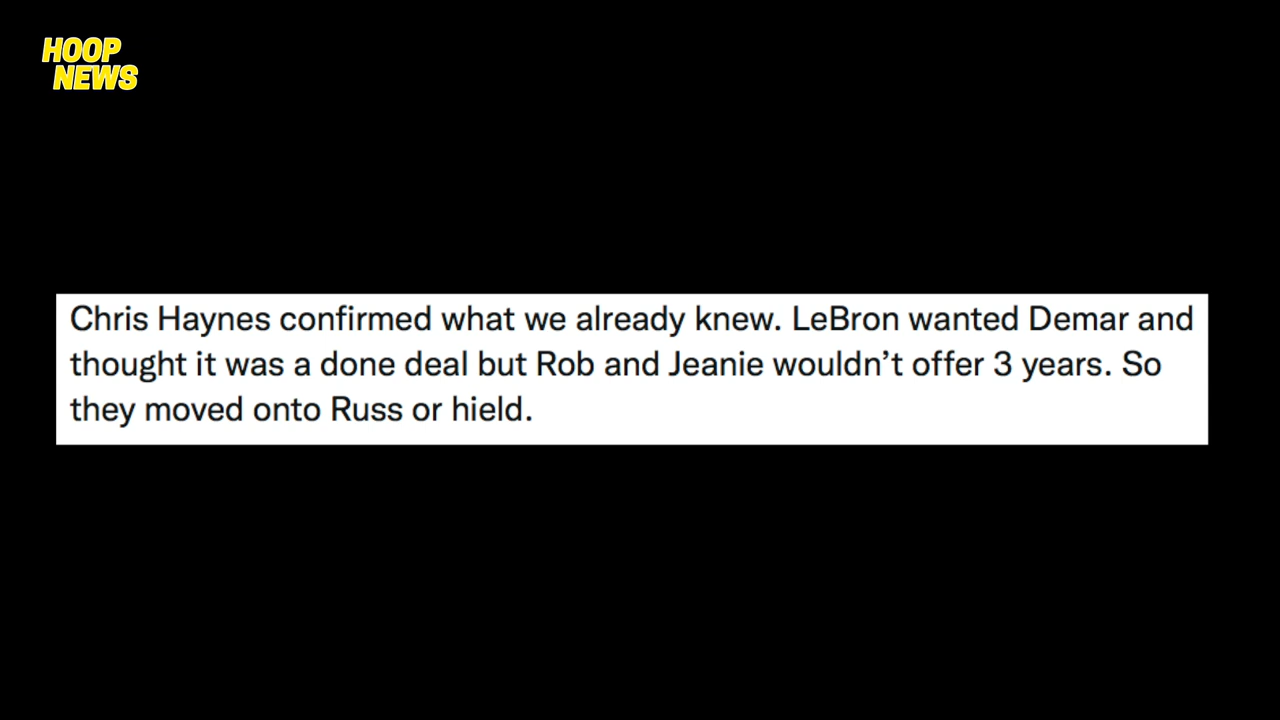 HOOP
NEWS
Chris Haynes confirmed what we already knew. LeBron wanted Demar and
thought it was a done deal but Rob and Jeanie wouldn’t offer 3 years. So
they moved onto Russ or hield.